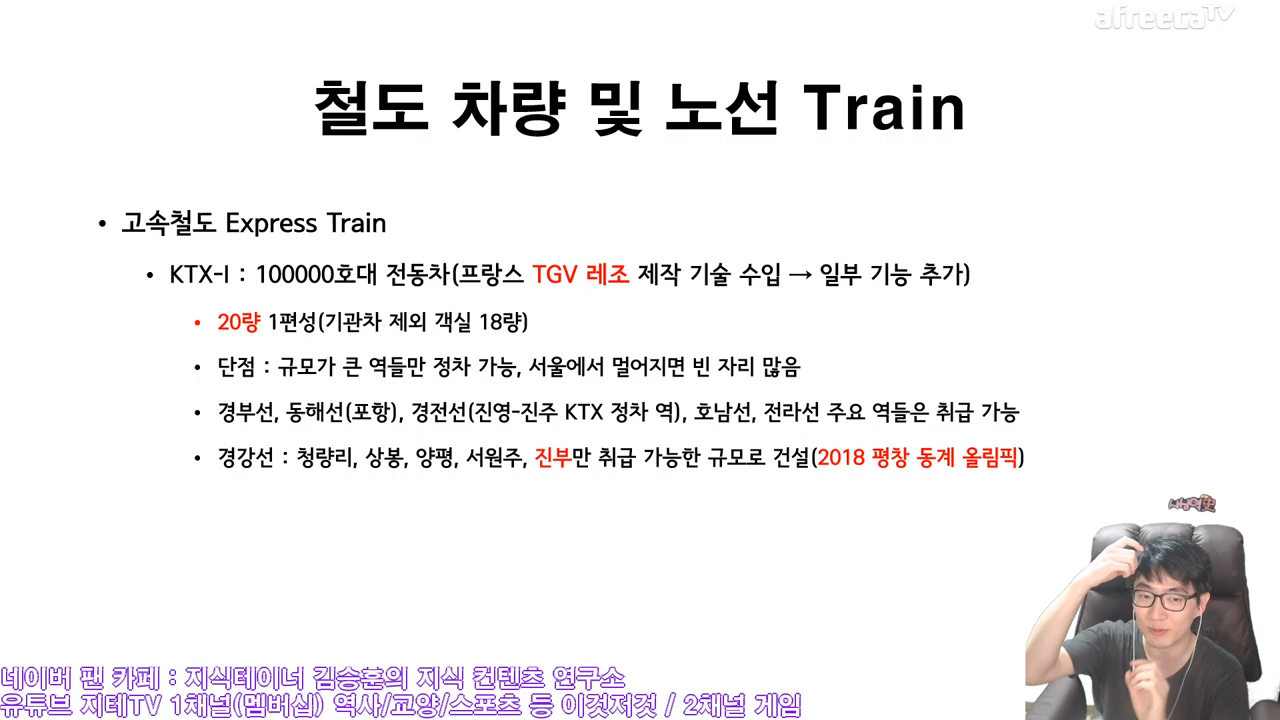 afreecaTV
철도 차량 및 노선 Train
• 고속철도 Express Train
• KTX-I : 100000호대 전동차(프랑스 TGV 레조 제작 기술 수입 → 일부 기능 추가)
• 20량 1편성(기관차 제외 객실 18량)
• 단점 : 규모가 큰 역들만 정차 가능, 서울에서 멀어지면 빈 자리 많음
• 경부선, 동해선(포항), 경전선(진영-진주 KTX 정차 역), 호남선, 전라선 주요 역들은 취급 가능
• 경강선 : 청량리, 상봉, 양평, 서원주, 진부만 취급 가능한 규모로 건설(2018 평창 동계 올림픽)
네이버 팬 카페 : 지식테이너 김승훈의 지식 컨텐츠 연구소
유튜브 지테TV 1채널(멤버십) 역사/교양/스포츠 등 이것저것 / 2채널 게임